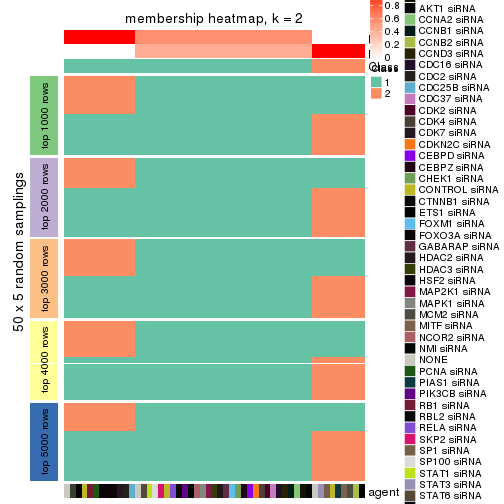 membership heatmap, k = 2
50 x 5 random samplings
top 1000 rows
top 2000 rows
top 3000 rows
top 4000 rows
top 5000 rows
0.8
0.6
0.4
0.2
0
Class
1
2
agent
AKT1 siRNA
CCNA2 siRNA
CCNB1 siRNA
CCNB2 siRNA
CCND3 siRNA
CDC16 siRNA
CDC2 siRNA
CDC25B siRNA
CDC37 siRNA
CDK2 siRNA
CDK4 siRNA
CDK7 siRNA
CDKN2C siRNA
CEBPD siRNA
CEBPZ siRNA
CHEK1 siRNA
CONTROL siRNA
CTNNB1 siRNA
ETS1 siRNA
FOXM1 siRNA
FOXO3A siRNA
GABARAP siRNA
HDAC2 siRNA
HDAC3 siRNA
HSF2 siRNA
MAP2K1 siRNA
MAPK1 siRNA
MCM2 siRNA
MITF siRNA
NCOR2 siRNA
NMI siRNA
NONE
PCNA siRNA
PIAS1 siRNA
PIK3CB siRNA
RB1 siRNA
RBL2 siRNA
RELA siRNA
SKP2 siRNA
SP1 siRNA
SP100 siRNA
STAT1 siRNA
STAT3 siRNA
STAT6 siRNA